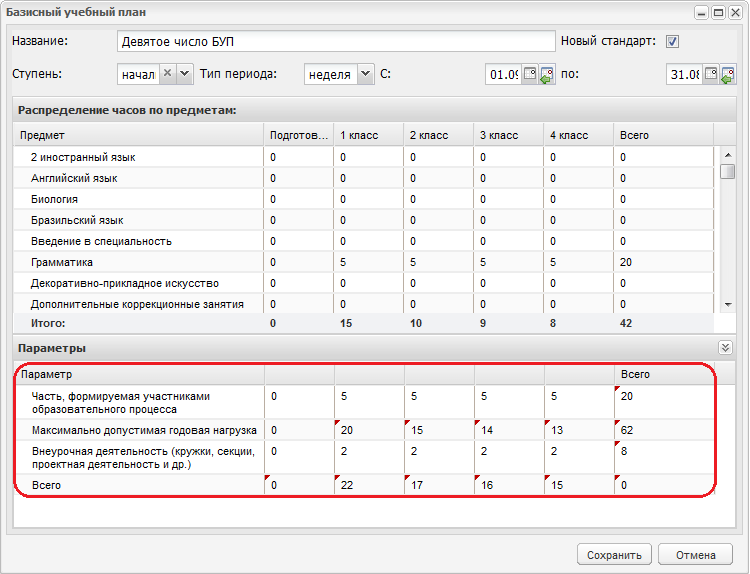 Базисный учебный план
Название: Девятое число БУП Новый стандарт:
Ступень: начал Тип периода: неделя С: 01.09 по: 31.08
Распределение часов по предметам:
Предмет Подготов... 1 класс 2 класс 3 класс 4 класс Всего
2 иностранный язык 0 0 0 0 0 0
Английский язык 0 0 0 0 0 0
Биология 0 0 0 0 0 0
Бразильский язык 0 0 0 0 0 0
Введение в специальность 0 0 0 0 0 0
Грамматика 0 5 5 5 5 20
Декоративно-прикладное искусство 0 0 0 0 0 0
Дополнительные коррекционные занятия 0 0 0 0 0 0
Итого: 0 15 10 9 8 42
Параметры
Параметр Всего
Часть, формируемая участниками
образовательного процесса 0 5 5 5 5 20
Максимально допустимая годовая нагрузка 0 20 15 14 13 62
Внеурочная деятельность (кружки, секции,
проектная деятельность и др.) 0 2 2 2 2 8
Всего 0 22 17 16 15 0
Сохранить Отмена